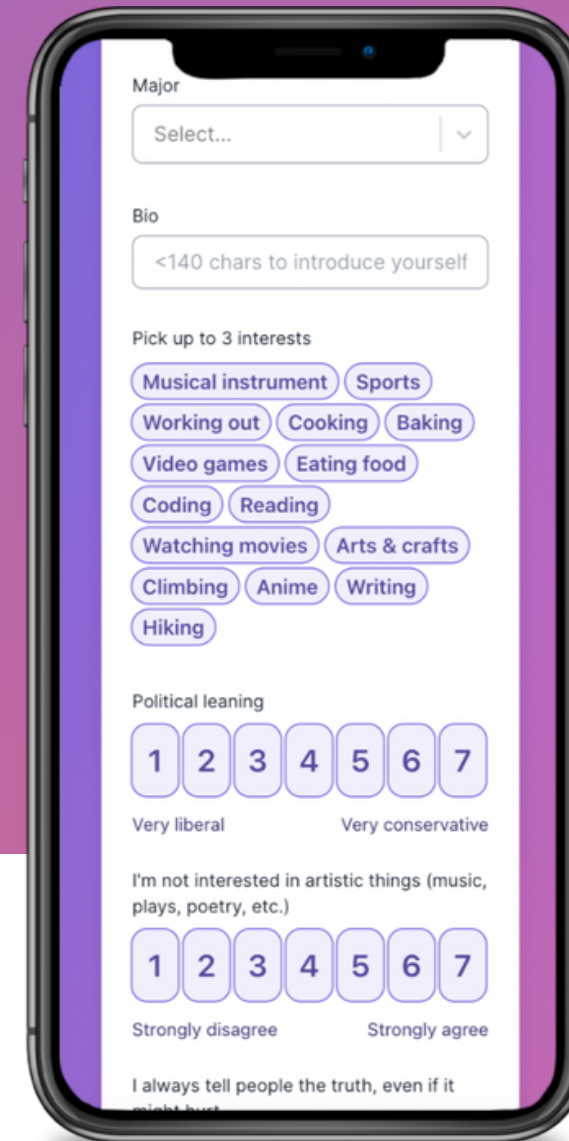 Major
Select...
Bio
<140 chars to introduce yourself
Pick up to 3 interests
Musical instrument Sports
Working out Cooking Baking
Video games Eating food
Coding Reading
Watching movies Arts & crafts
Climbing Anime Writing
Hiking
Political leaning
1 2 3 4 5 6 7
Very liberal Very conservative
I'm not interested in artistic things (music,
plays, poetry, etc.)
1 2 3 4 5 6 7
Strongly disagree Strongly agree
I always tell people the truth, even if it
might hurt